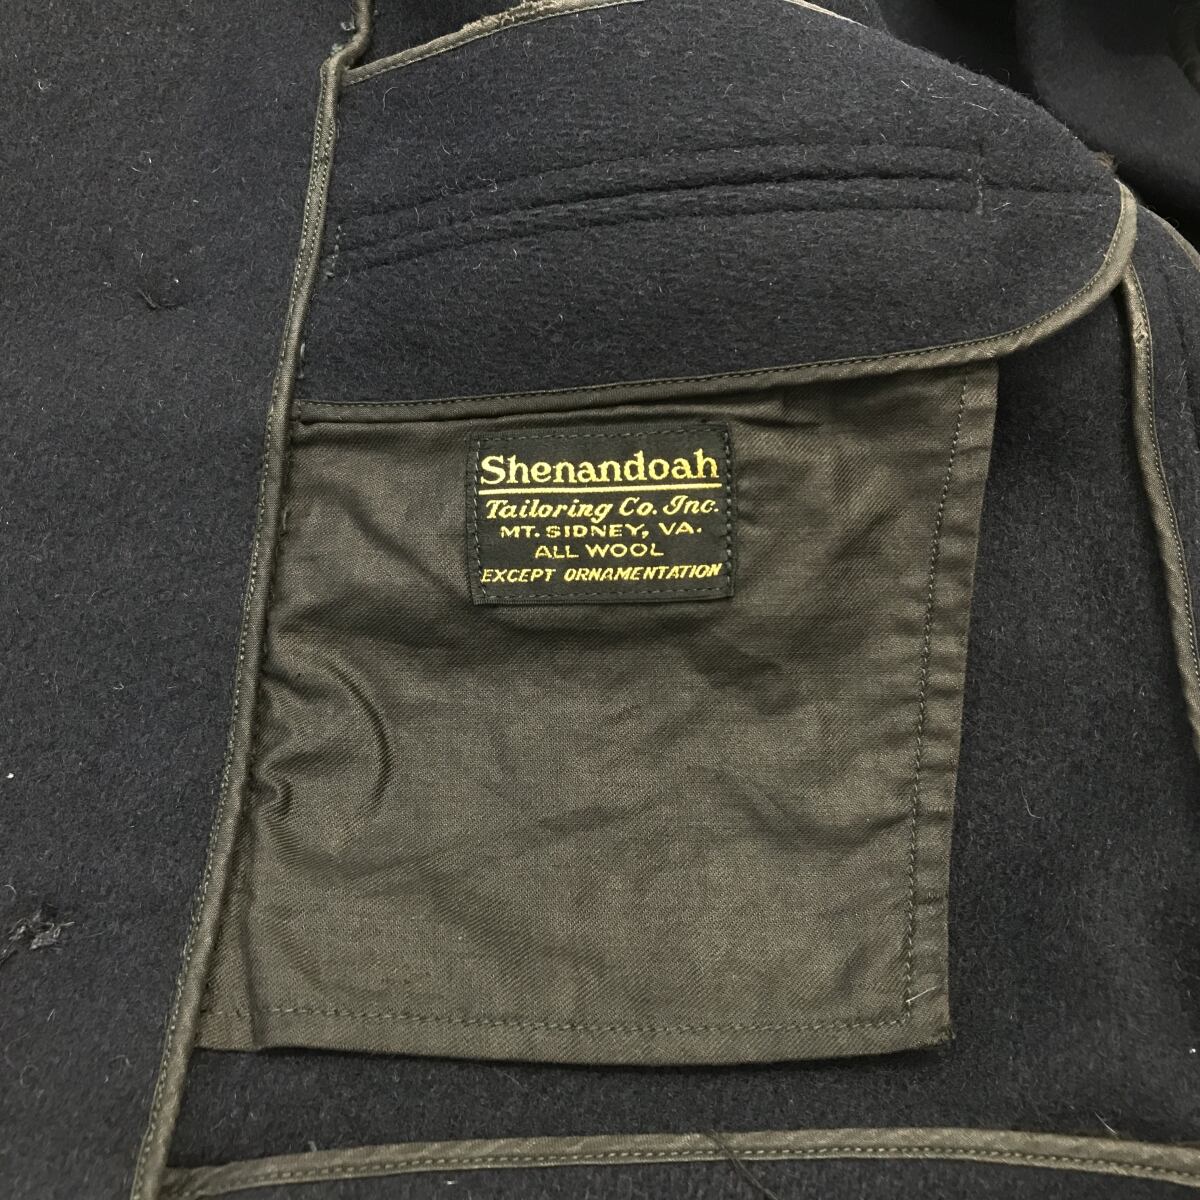 Shenandoah
Tailoring Co. Inc.
MT. SIDNEY, VA.
ALL WOOL
EXCEPT ORNAMENTATION